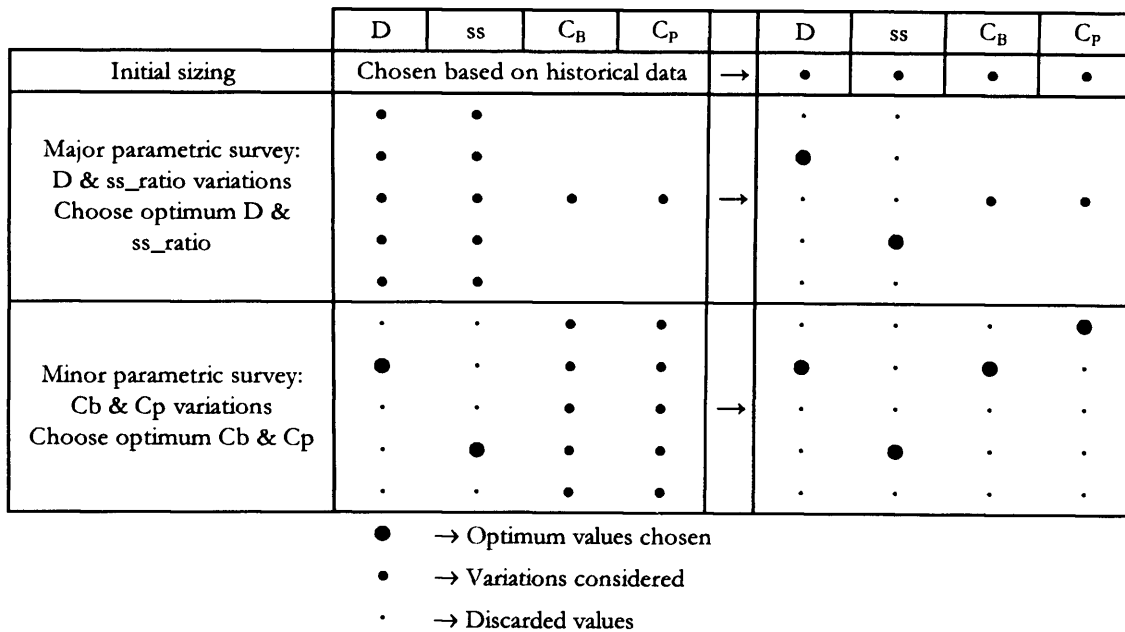 D ss C_B C_P D ss C_B C_P
Initial sizing Chosen based on historical data →
Major parametric survey:
D & ss_ratio variations
Choose optimum D &
ss_ratio
→
Minor parametric survey:
Cb & Cp variations
Choose optimum Cb & Cp
→
→ Optimum values chosen
→ Variations considered
→ Discarded values